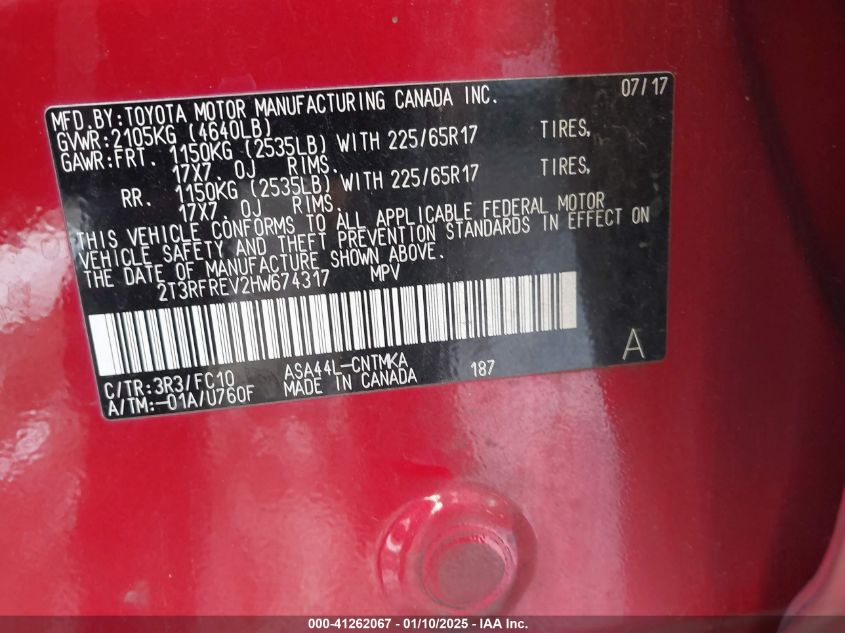 MFD.BY:TOYOTA MOTOR MANUFACTURING CANADA INC. 07/17
GVWR:2105KG (4640LB)
GAWR:FRT. 1150KG (2535LB) WITH 225/65R17 TIRES,
17X7.0J RIMS.
RR. 1150KG (2535LB) WITH 225/65R17 TIRES,
17X7.0J RIMS.
THIS VEHICLE CONFORMS TO ALL APPLICABLE FEDERAL MOTOR
VEHICLE SAFETY AND THEFT PREVENTION STANDARDS IN EFFECT ON
THE DATE OF MANUFACTURE SHOWN ABOVE.
2T3RFREV2HW674317 MPV
A
C/TR:3R3/FC10 ASA44L-CNTMKA 187
A/TM:-01A/U760F MADE IN CANADA
000-41262067 - 01/10/2025 - IAA Inc.